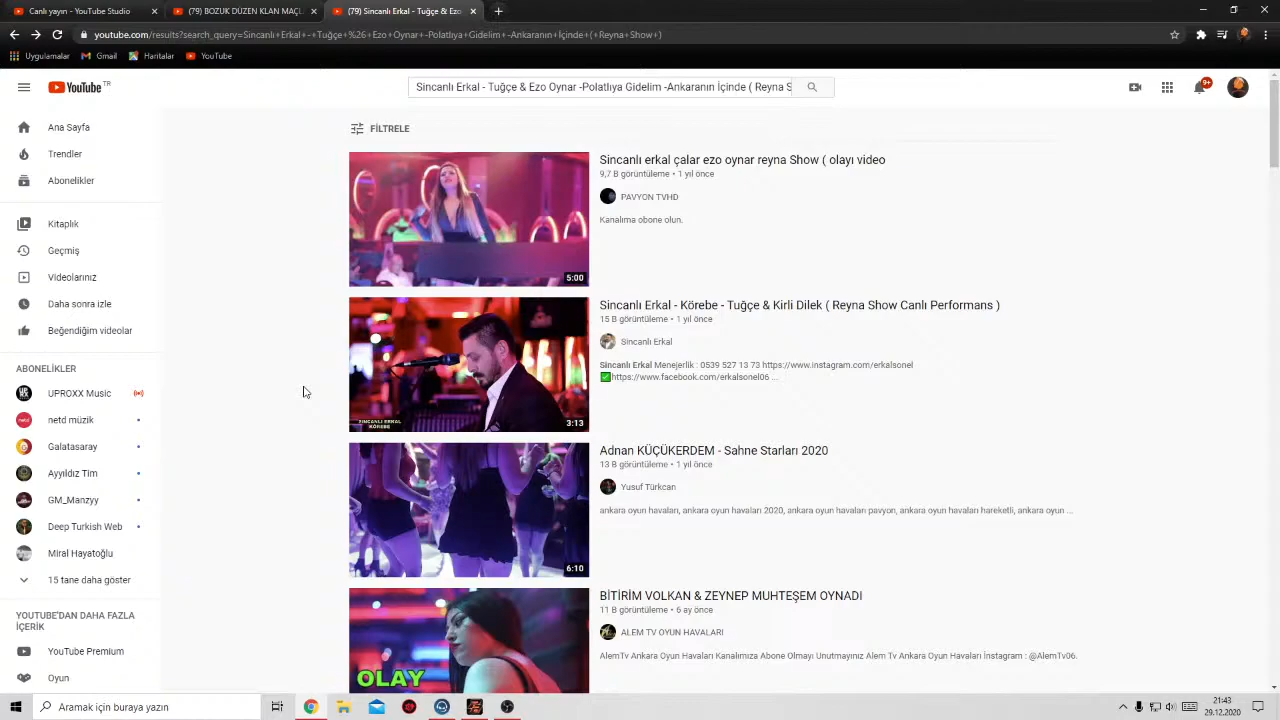 Canlı yayın - YouTube Studio
(79) BOZUK DÜZEN KLAN MAÇL
(79) Sincanlı Erkal - Tuğçe & Ezo
youtube.com/results?search_query=Sincanlı+Erkal+-+Tuğçe+%26+Ezo+Oynar+-Polatlıya+Gidelim+-Ankaranın+İçinde+(+Reyna+Show+)
Uygulamalar
Gmail
Haritalar
YouTube
YouTube TR
Sincanlı Erkal - Tuğçe & Ezo Oynar -Polatlıya Gidelim -Ankaranın İçinde ( Reyna S
9+
Ana Sayfa
Trendler
Abonelikler
Kitaplık
Geçmiş
Videolarınız
Daha sonra izle
Beğendiğim videolar
ABONELİKLER
UPROXX Music
netd müzik
Galatasaray
Ayyıldız Tim
GM_Manzyy
Deep Turkish Web
Miral Hayatoğlu
15 tane daha göster
YOUTUBE'DAN DAHA FAZLA
İÇERİK
YouTube Premium
Oyun
FİLTRELE
5:00
Sincanlı erkal çalar ezo oynar reyna Show ( olayı video
9,7 B görüntüleme • 1 yıl önce
PAVYON TVHD
Kanalıma obone olun.
SINCANLI ERKAL
KÖREBE
3:13
Sincanlı Erkal - Körebe - Tuğçe & Kirli Dilek ( Reyna Show Canlı Performans )
15 B görüntüleme • 1 yıl önce
Sincanlı Erkal
Sincanlı Erkal Menejerlik : 0539 527 13 73 https://www.instagram.com/erkalsonel
✅https://www.facebook.com/erkalsonel06 ...
6:10
Adnan KÜÇÜKERDEM - Sahne Starları 2020
13 B görüntüleme • 1 yıl önce
Yusuf Türkcan
ankara oyun havaları, ankara oyun havaları 2020, ankara oyun havaları pavyon, ankara oyun havaları hareketli, ankara oyun ...
OLAY
BİTİRİM VOLKAN & ZEYNEP MUHTEŞEM OYNADI
11 B görüntüleme • 6 ay önce
ALEM TV OYUN HAVALARI
AlemTv Ankara Oyun Havaları Kanalımıza Abone Olmayı Unutmayınız Alem Tv Ankara Oyun Havaları İnstagram : @AlemTv06.
Aramak için buraya yazın
21:43
29.12.2020